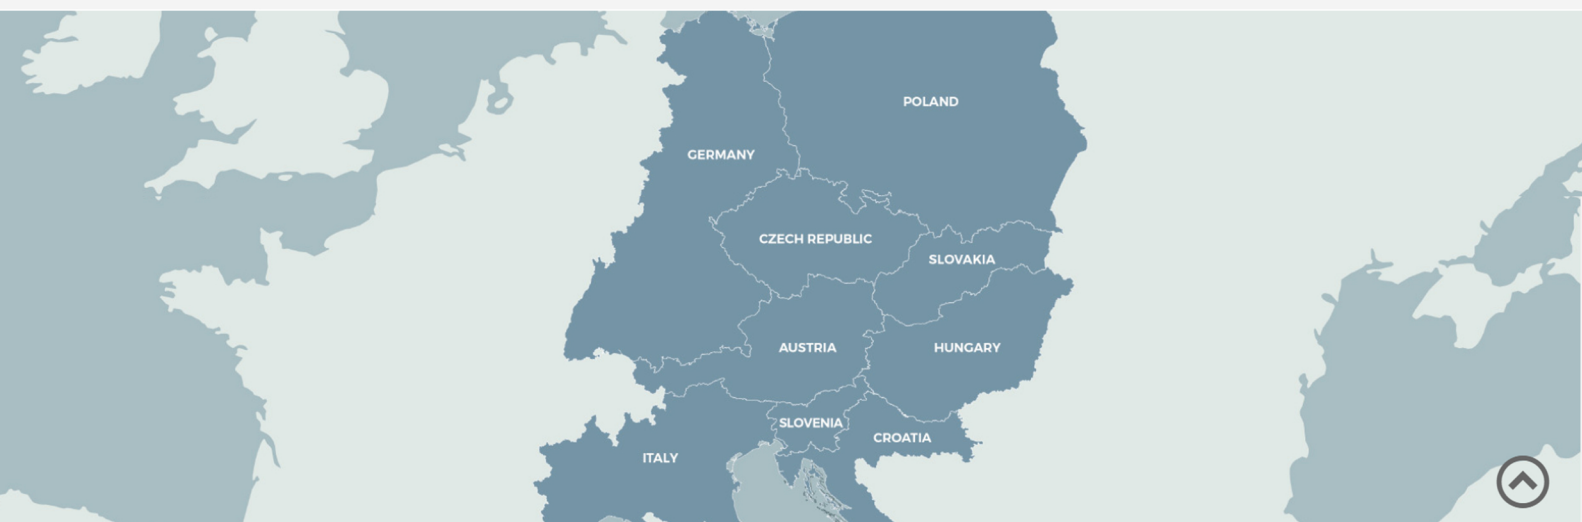 POLAND
GERMANY
CZECH REPUBLIC
SLOVAKIA
AUSTRIA
HUNGARY
SLOVENIA
CROATIA
ITALY